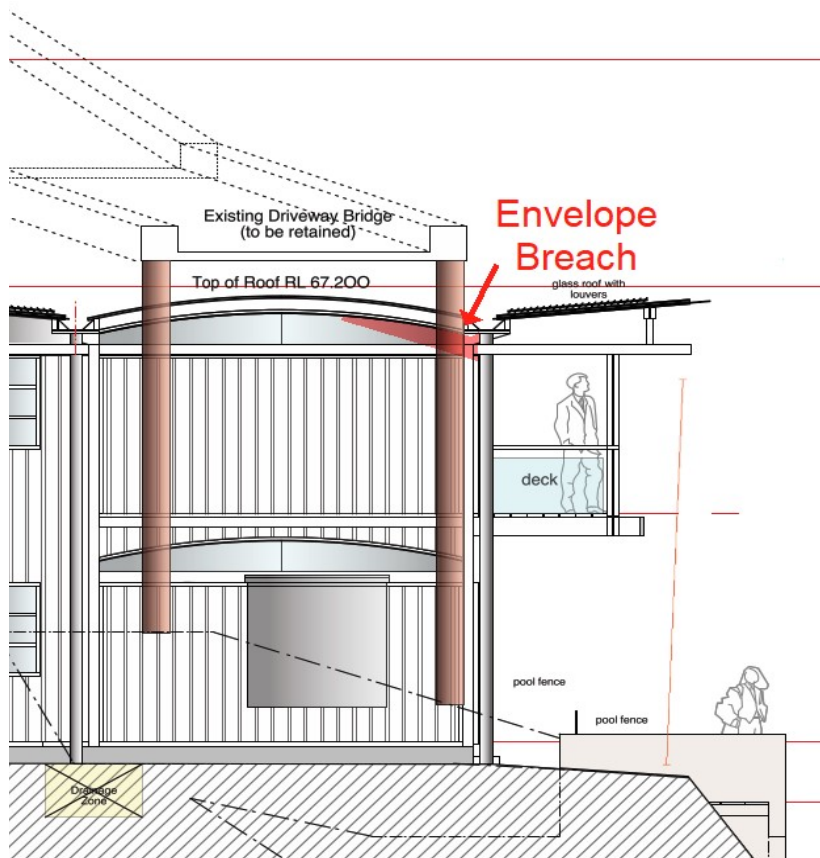 Existing Driveway Bridge
(to be retained)
Envelope
Breach
Top of Roof RL 67.2OO
glass roof with
louvers
deck
pool fence
pool fence
Drainage
Zone